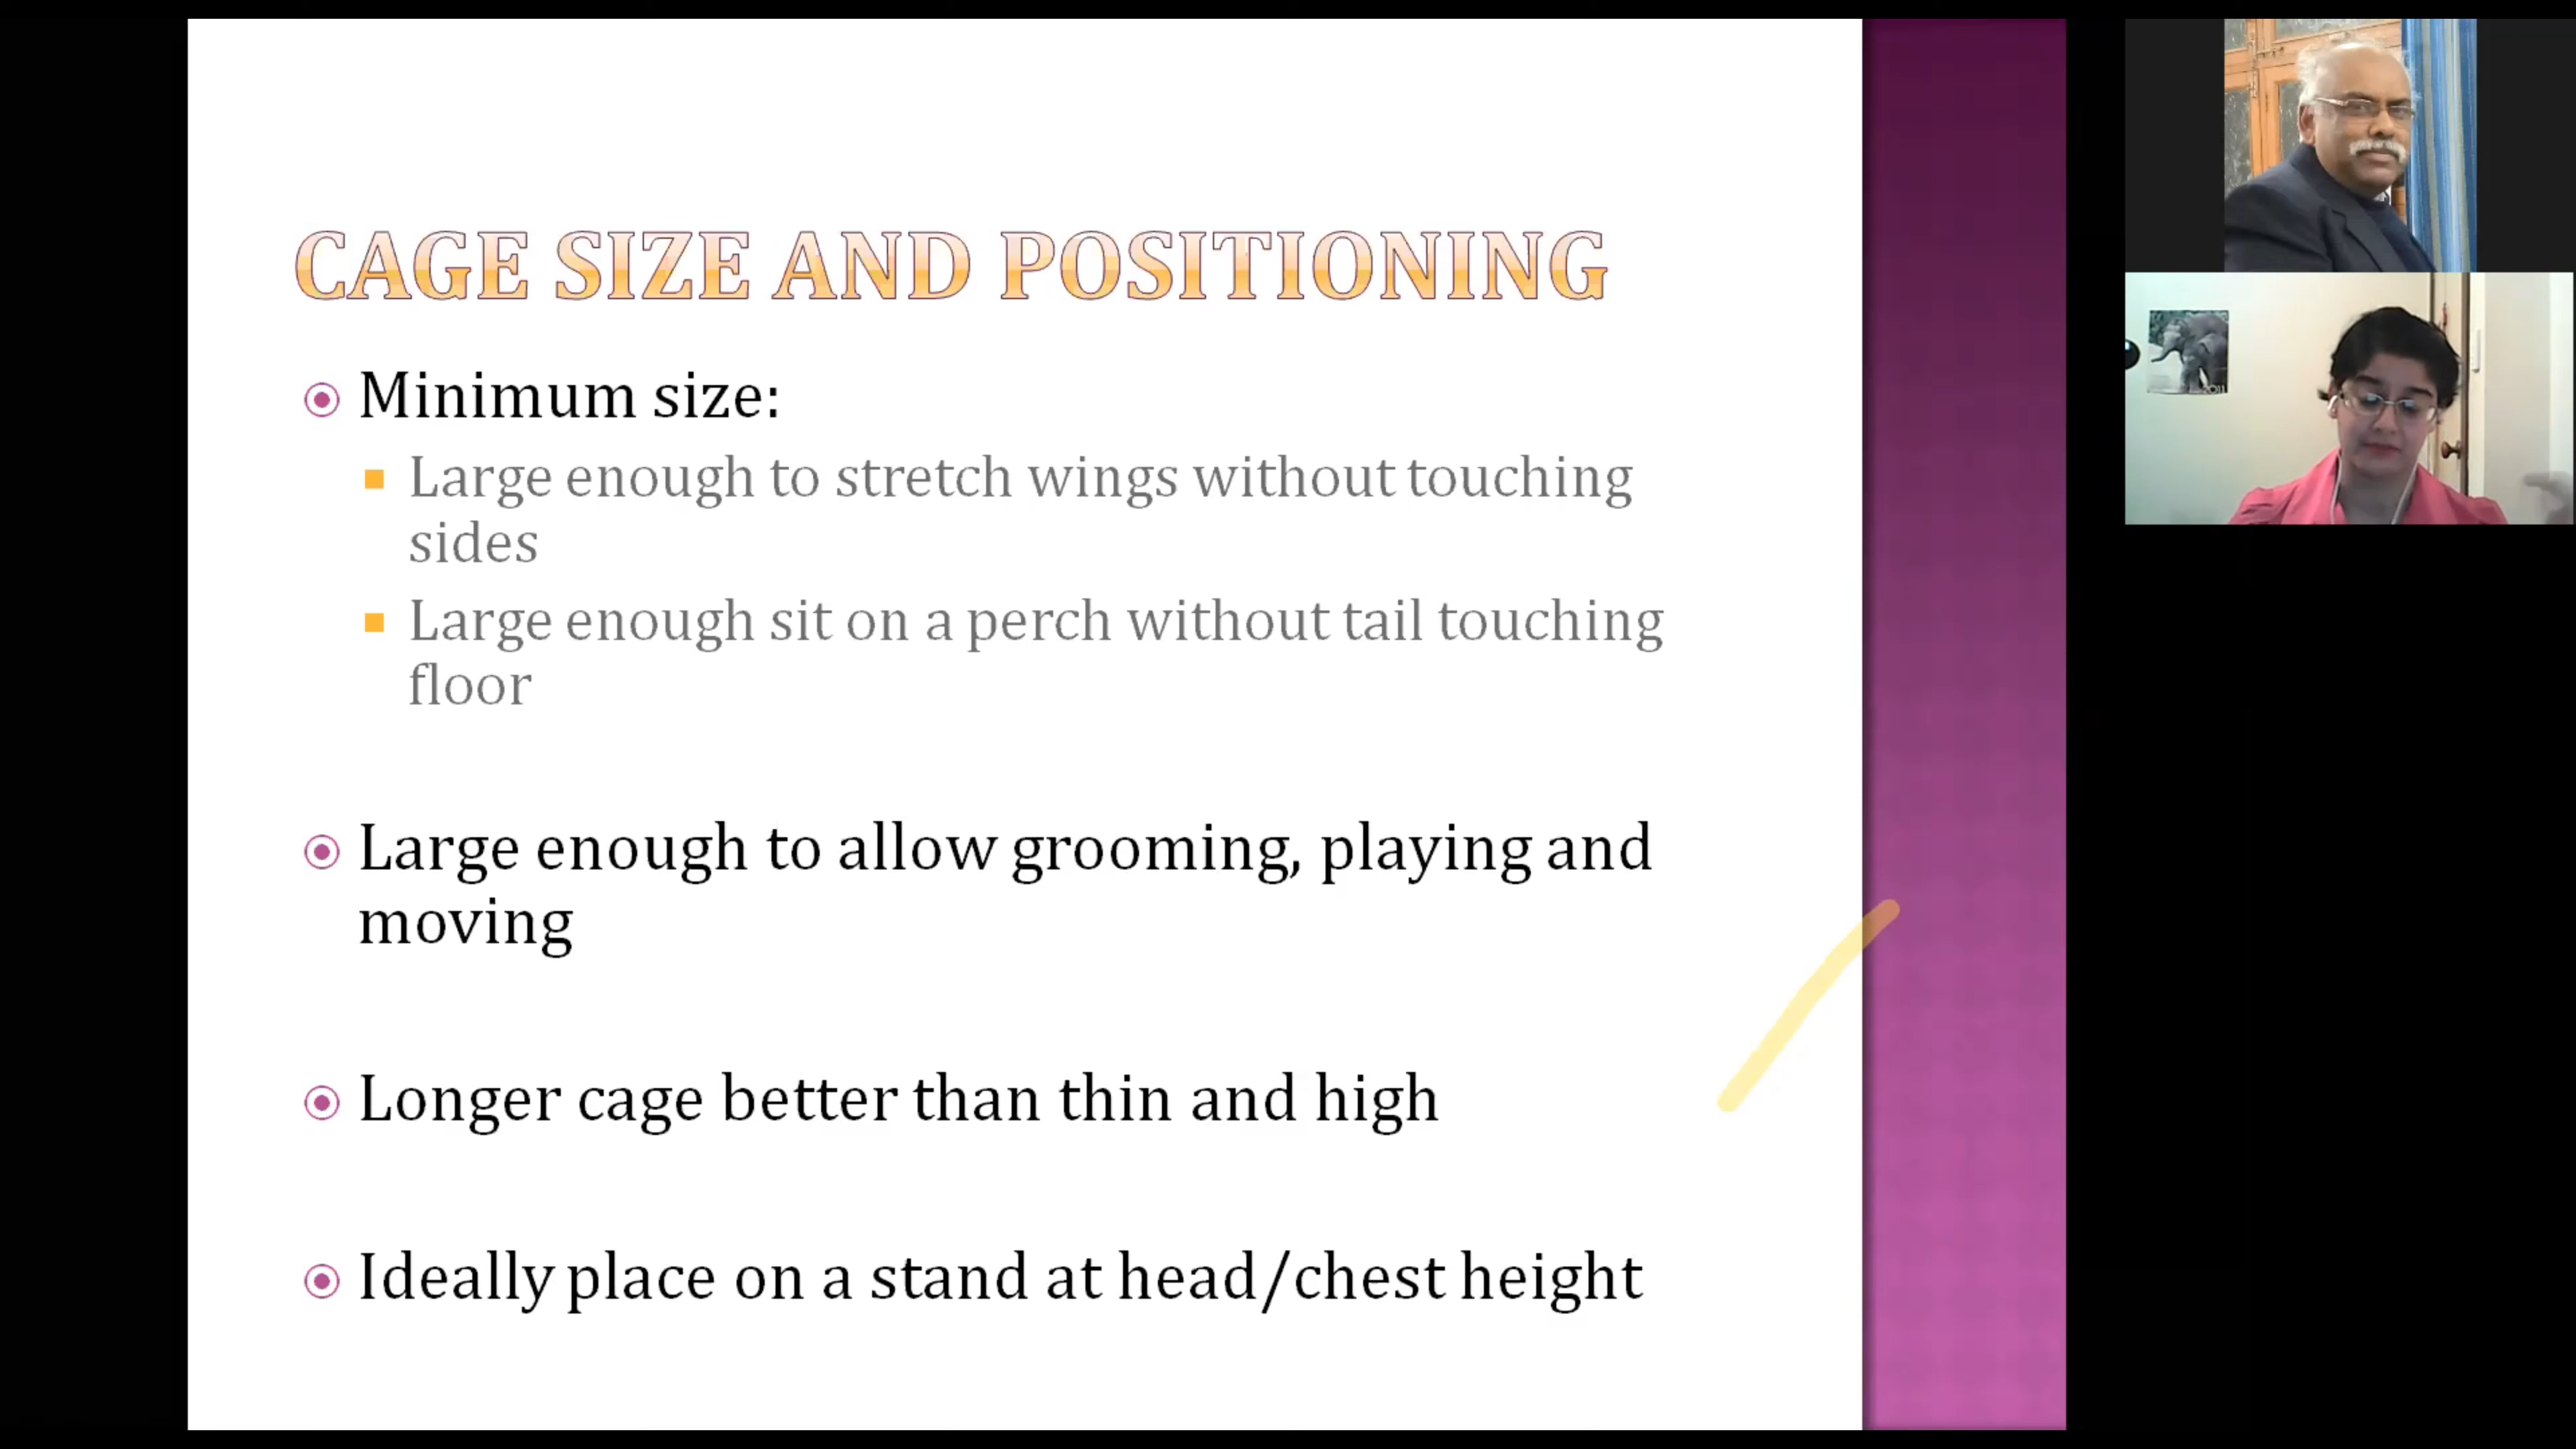 CAGE SIZE AND POSITIONING
Minimum size:
Large enough to stretch wings without touching
sides
Large enough sit on a perch without tail touching
floor
Large enough to allow grooming, playing and
moving
Longer cage better than thin and high
Ideally place on a stand at head/chest height
2011